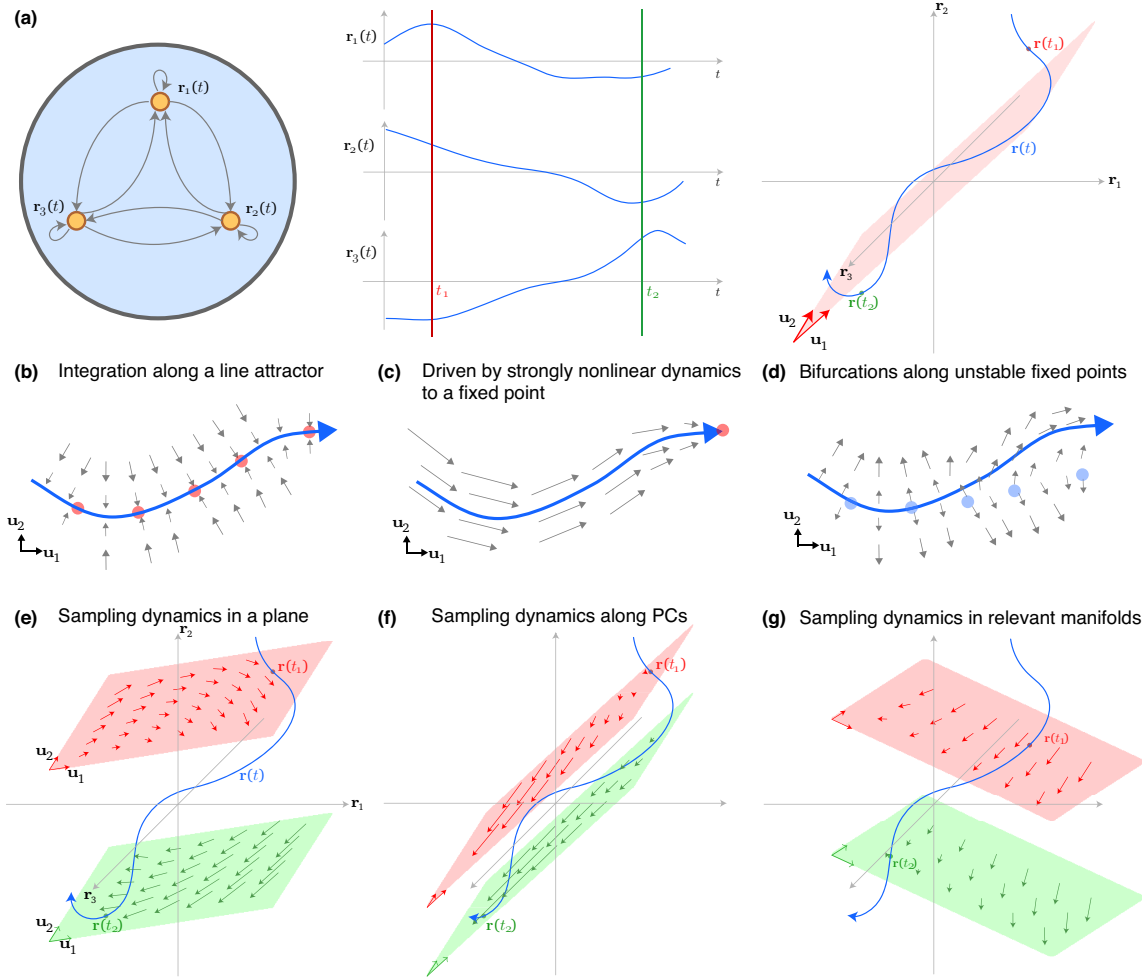 (a)
r₁(t)
r₃(t)
r₂(t)
r₁(t)
t
r₂(t)
t
r₃(t)
t₁
t₂
t
r₂
r(t₁)
r(t)
r₁
r₃
r(t₂)
u₂
u₁
(b) Integration along a line attractor
u₂
u₁
(c) Driven by strongly nonlinear dynamics
to a fixed point
u₂
u₁
(d) Bifurcations along unstable fixed points
u₂
u₁
(e) Sampling dynamics in a plane
r₂
r(t₁)
u₂
u₁
r(t)
r₁
r₃
u₂
u₁
r(t₂)
(f) Sampling dynamics along PCs
r(t₁)
r(t₂)
(g) Sampling dynamics in relevant manifolds
r(t₁)
r(t₂)